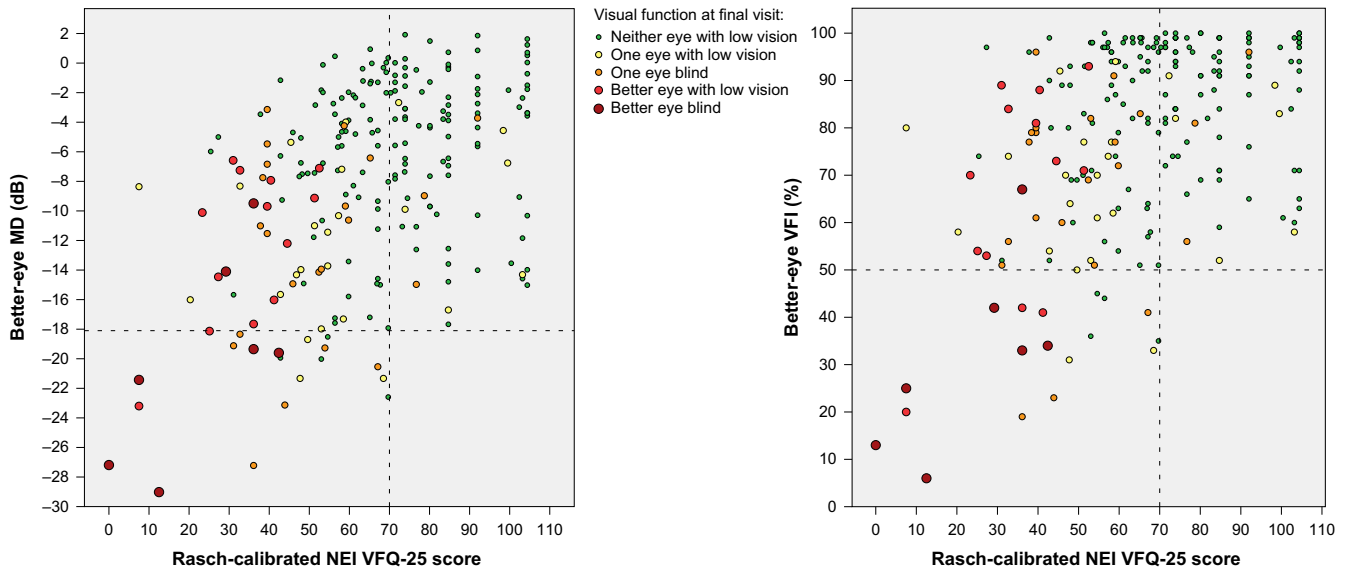 Better-eye MD (dB)
2
0
–2
–4
–6
–8
–10
–12
–14
–16
–18
–20
–22
–24
–26
–28
–30
0 10 20 30 40 50 60 70 80 90 100 110
Rasch-calibrated NEI VFQ-25 score
Visual function at final visit:
Neither eye with low vision
One eye with low vision
One eye blind
Better eye with low vision
Better eye blind
Better-eye VFI (%)
100
90
80
70
60
50
40
30
20
10
0
0 10 20 30 40 50 60 70 80 90 100 110
Rasch-calibrated NEI VFQ-25 score